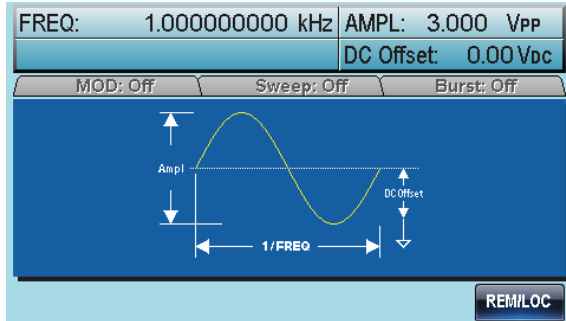 FREQ: 1.000000000 kHz AMPL: 3.000 VPP
DC Offset: 0.00 VDC
MOD: Off Sweep: Off Burst: Off
Ampl
DC Offset
1/FREQ
REM/LOC